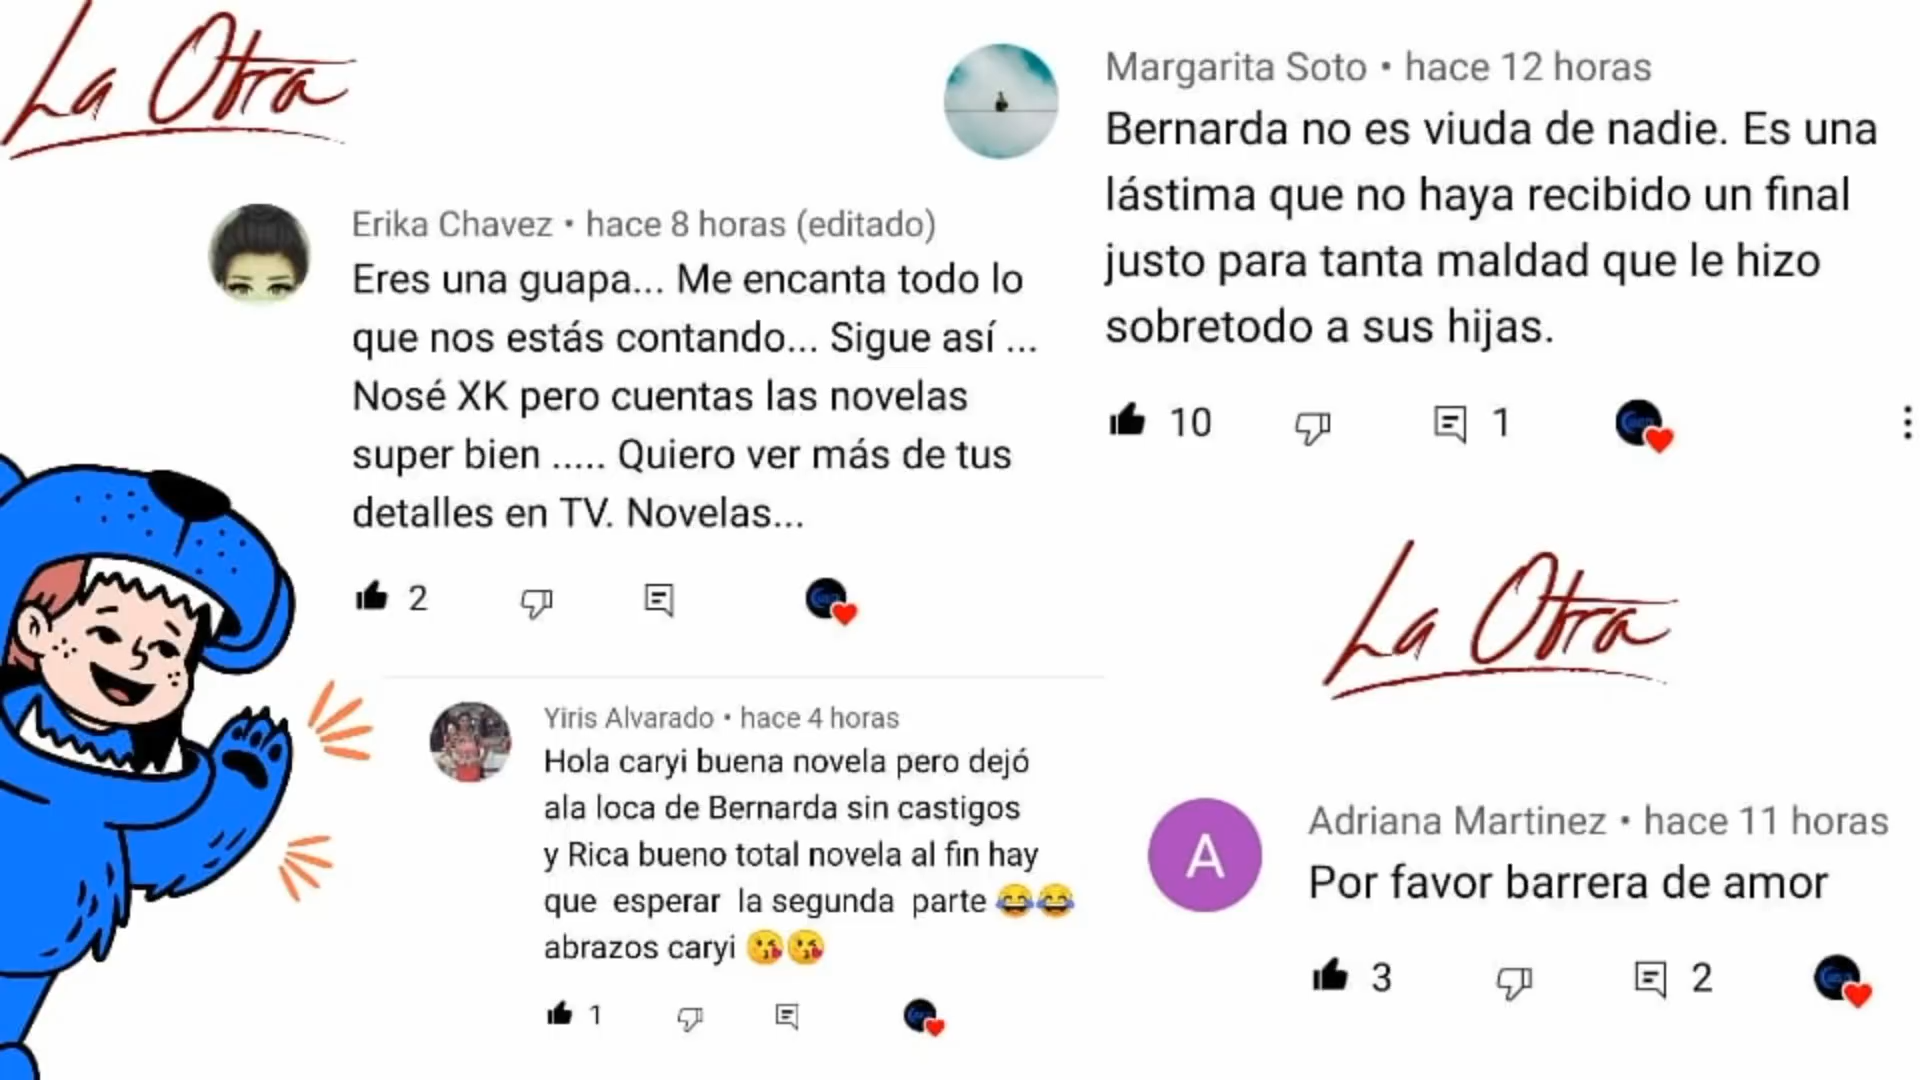 La Otra
Erika Chavez • hace 8 horas (editado)
Eres una guapa... Me encanta todo lo
que nos estás contando... Sigue así ...
Nosé XK pero cuentas las novelas
super bien ..... Quiero ver más de tus
detalles en TV. Novelas...
2
Yiris Alvarado • hace 4 horas
Hola caryi buena novela pero dejó
ala loca de Bernarda sin castigos
y Rica bueno total novela al fin hay
que esperar la segunda parte 😂😂
abrazos caryi 😘😘
1
Margarita Soto • hace 12 horas
Bernarda no es viuda de nadie. Es una
lástima que no haya recibido un final
justo para tanta maldad que le hizo
sobretodo a sus hijas.
10 1
La Otra
A
Adriana Martinez • hace 11 horas
Por favor barrera de amor
3 2